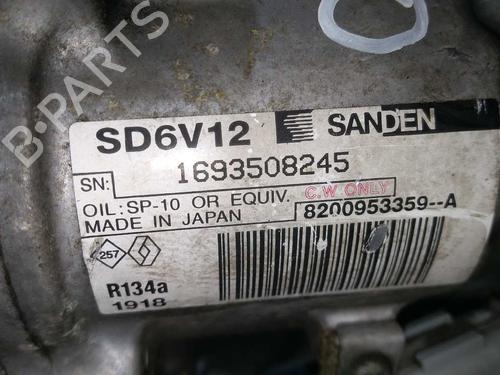 B-PARTS
SD6V12 SANDEN
SN: 1693508245
OIL:SP-10 OR EQUIV. C.W ONLY
MADE IN JAPAN 8200953359--A
257
R134a
1918